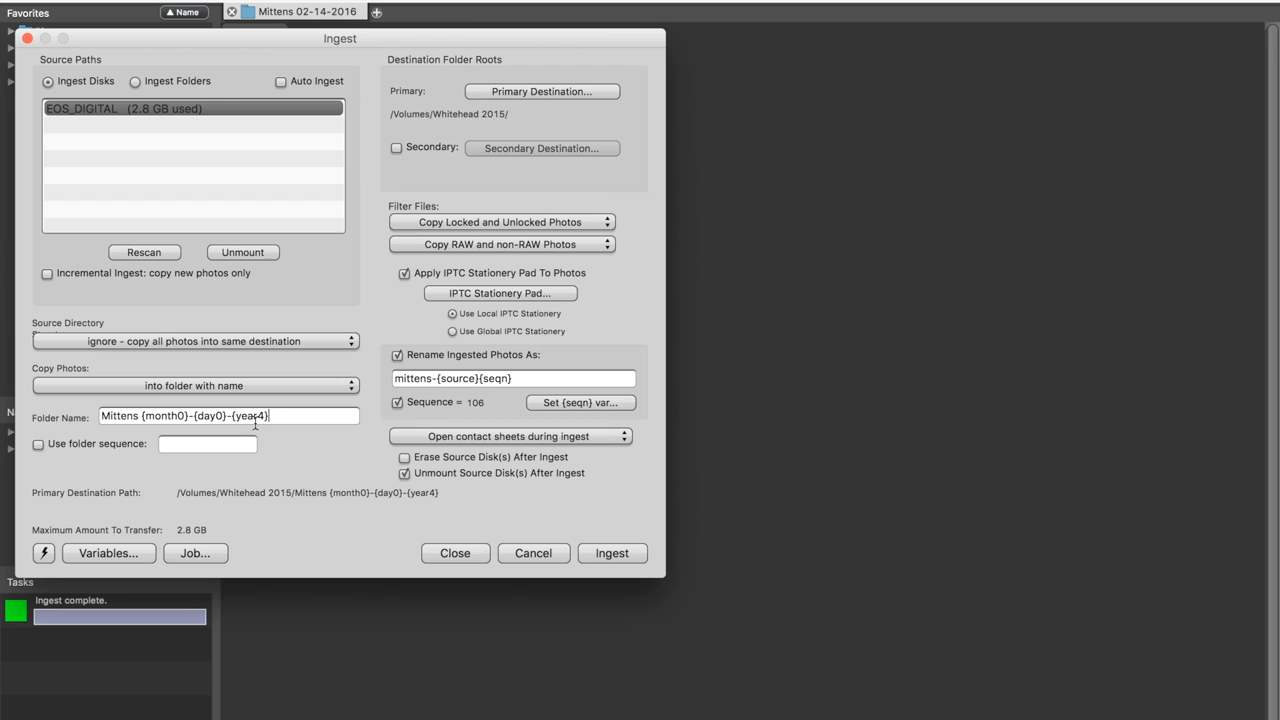 Favorites
▲ Name
Mittens 02-14-2016
Ingest
Source Paths
Ingest Disks
Ingest Folders
Auto Ingest
EOS_DIGITAL (2.8 GB used)
Rescan
Unmount
Incremental Ingest: copy new photos only
Source Directory
ignore - copy all photos into same destination
Copy Photos:
into folder with name
Folder Name:
Mittens {month0}-{day0}-{year4}
Use folder sequence:
Destination Folder Roots
Primary:
Primary Destination...
/Volumes/Whitehead 2015/
Secondary:
Secondary Destination...
Filter Files:
Copy Locked and Unlocked Photos
Copy RAW and non-RAW Photos
Apply IPTC Stationery Pad To Photos
IPTC Stationery Pad...
Use Local IPTC Stationery
Use Global IPTC Stationery
Rename Ingested Photos As:
mittens-{source}{seqn}
Sequence = 106
Set {seqn} var...
Open contact sheets during ingest
Erase Source Disk(s) After Ingest
Unmount Source Disk(s) After Ingest
Primary Destination Path: /Volumes/Whitehead 2015/Mittens {month0}-{day0}-{year4}
Maximum Amount To Transfer: 2.8 GB
Variables...
Job...
Close
Cancel
Ingest
Tasks
Ingest complete.